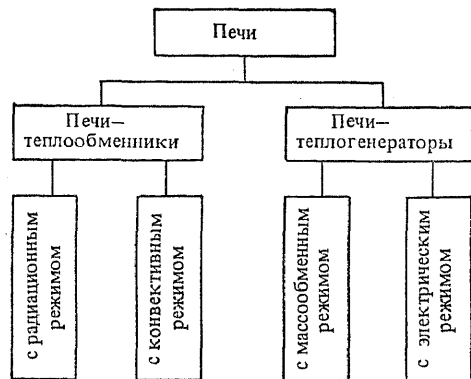 Печи
Печи—
теплообменники
Печи-
теплогенераторы
с радиационным
режимом
с конвективным
режимом
с массообменным
режимом
с электрическим
режимом